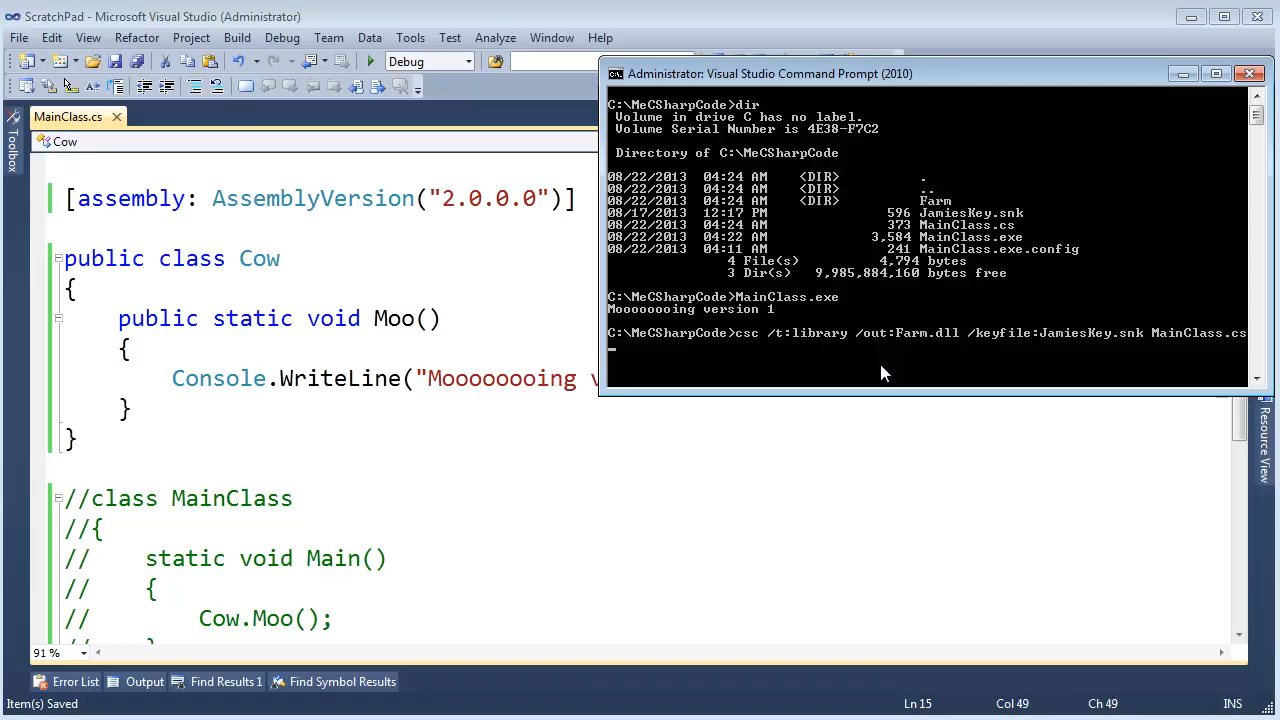 ScratchPad - Microsoft Visual Studio (Administrator)
File Edit View Refactor Project Build Debug Team Data Tools Test Analyze Window Help
Debug
MainClass.cs
Cow
Toolbox
[assembly: AssemblyVersion("2.0.0.0")]
public class Cow
{
public static void Moo()
{
Console.WriteLine("Moooooooing v
}
}
//class MainClass
//{
// static void Main()
// {
// Cow.Moo();
91 %
Administrator: Visual Studio Command Prompt (2010)
C:\MeCSharpCode>dir
Volume in drive C has no label.
Volume Serial Number is 4E38-F7C2
Directory of C:\MeCSharpCode
08/22/2013 04:24 AM <DIR> .
08/22/2013 04:24 AM <DIR> ..
08/22/2013 04:24 AM <DIR> Farm
08/17/2013 12:17 PM 596 JamiesKey.snk
08/22/2013 04:24 AM 373 MainClass.cs
08/22/2013 04:22 AM 3,584 MainClass.exe
08/22/2013 04:11 AM 241 MainClass.exe.config
4 File(s) 4,794 bytes
3 Dir(s) 9,985,884,160 bytes free
C:\MeCSharpCode>MainClass.exe
Moooooooing version 1
C:\MeCSharpCode>csc /t:library /out:Farm.dll /keyfile:JamiesKey.snk MainClass.cs
Resource View
Error List Output Find Results 1 Find Symbol Results
Item(s) Saved Ln 15 Col 49 Ch 49 INS